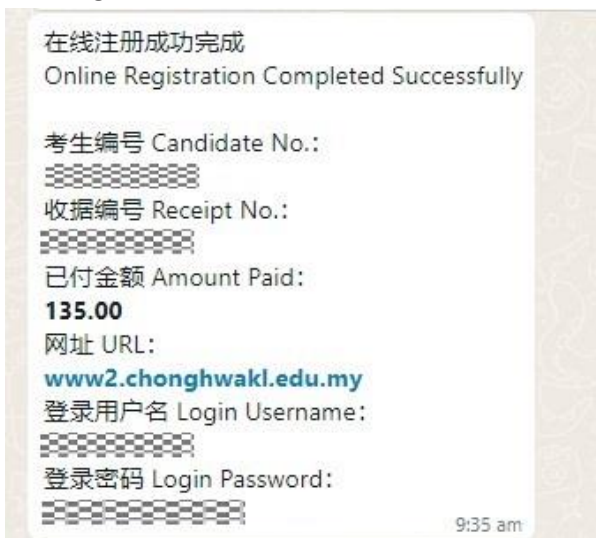 在线注册成功完成
Online Registration Completed Successfully
考生编号 Candidate No.：
收据编号 Receipt No.：
已付金额 Amount Paid：
135.00
网址 URL：
www2.chonghwakl.edu.my
登录用户名 Login Username：
登录密码 Login Password：
9:35 am